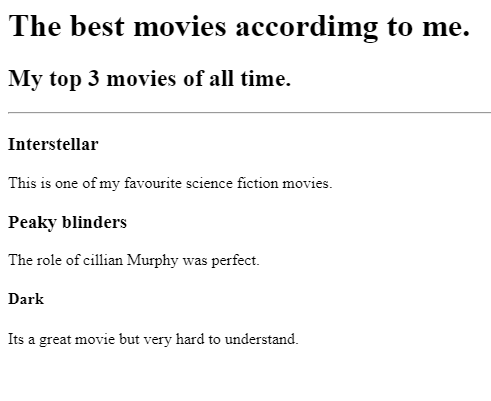 The best movies accordimg to me.
My top 3 movies of all time.
Interstellar
This is one of my favourite science fiction movies.
Peaky blinders
The role of cillian Murphy was perfect.
Dark
Its a great movie but very hard to understand.